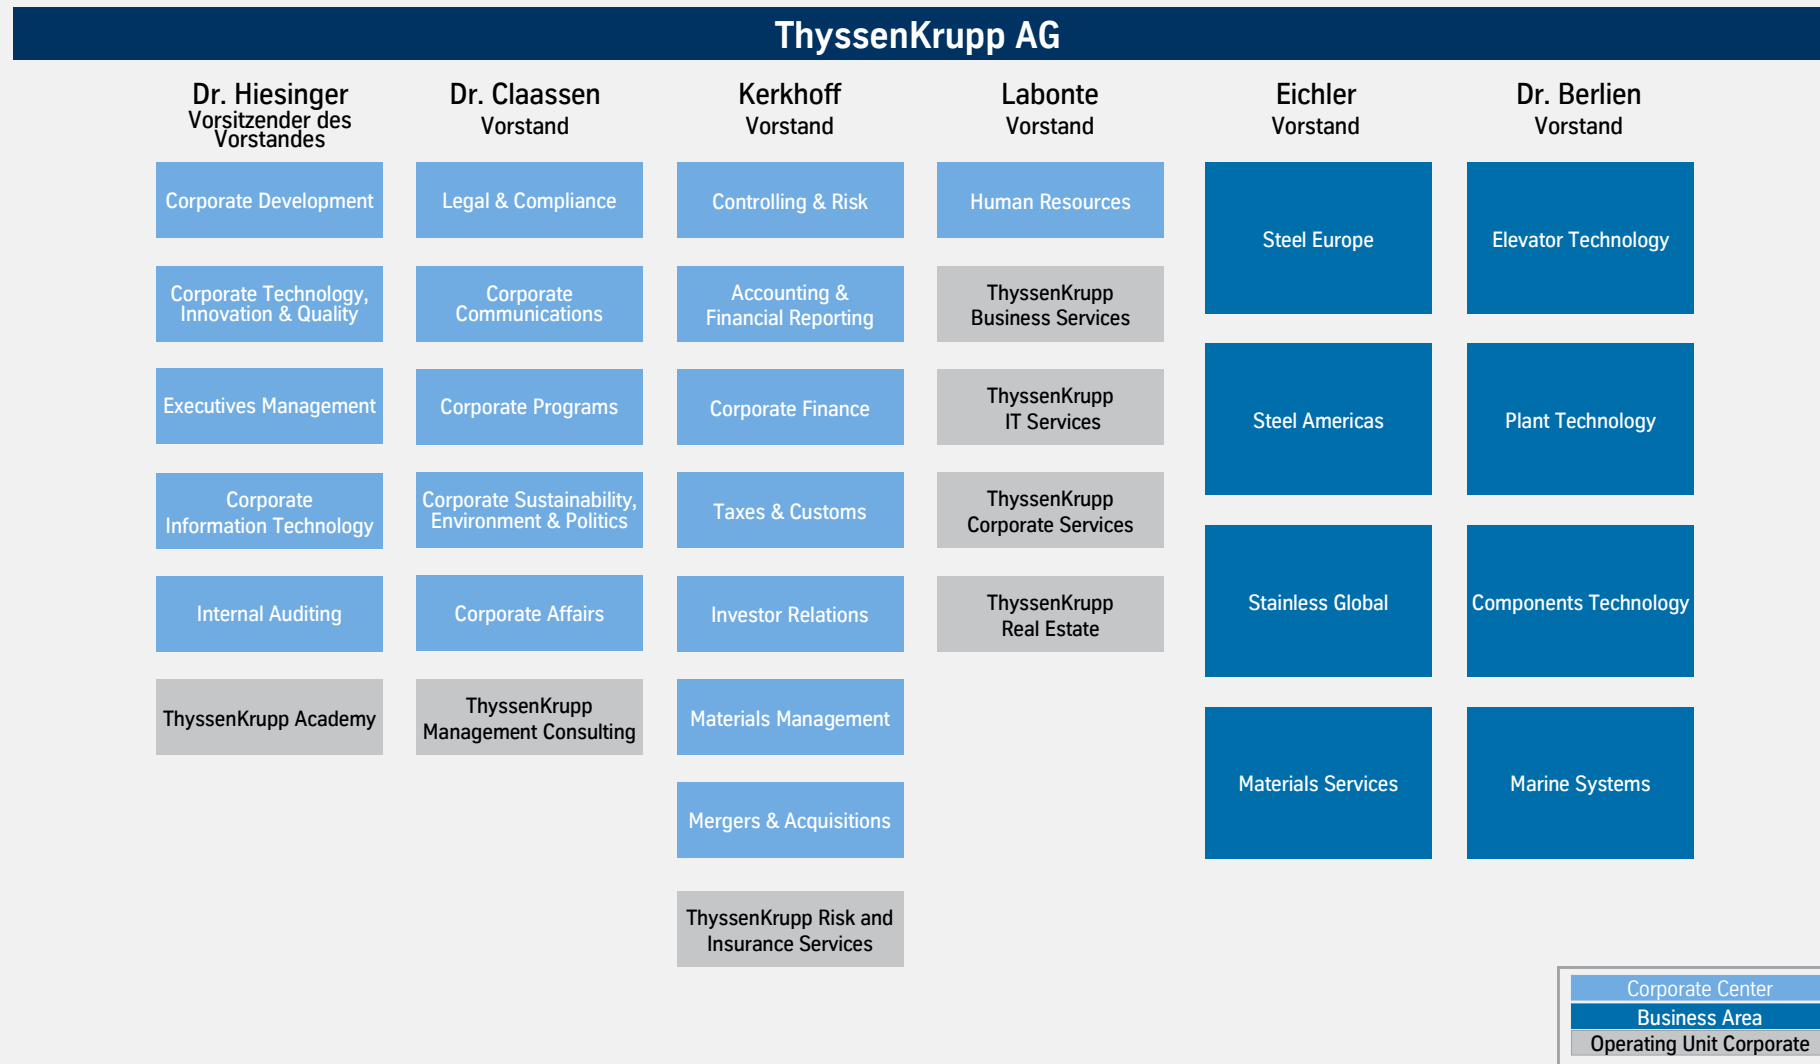 ThyssenKrupp AG
Dr. Hiesinger
Vorsitzender des
Vorstandes
Corporate Development
Corporate Technology,
Innovation & Quality
Executives Management
Corporate
Information Technology
Internal Auditing
ThyssenKrupp Academy
Dr. Claassen
Vorstand
Legal & Compliance
Corporate
Communications
Corporate Programs
Corporate Sustainability,
Environment & Politics
Corporate Affairs
ThyssenKrupp
Management Consulting
Kerkhoff
Vorstand
Controlling & Risk
Accounting &
Financial Reporting
Corporate Finance
Taxes & Customs
Investor Relations
Materials Management
Mergers & Acquisitions
ThyssenKrupp Risk and
Insurance Services
Labonte
Vorstand
Human Resources
ThyssenKrupp
Business Services
ThyssenKrupp
IT Services
ThyssenKrupp
Corporate Services
ThyssenKrupp
Real Estate
Eichler
Vorstand
Steel Europe
Steel Americas
Stainless Global
Materials Services
Dr. Berlien
Vorstand
Elevator Technology
Plant Technology
Components Technology
Marine Systems
Corporate Center
Business Area
Operating Unit Corporate